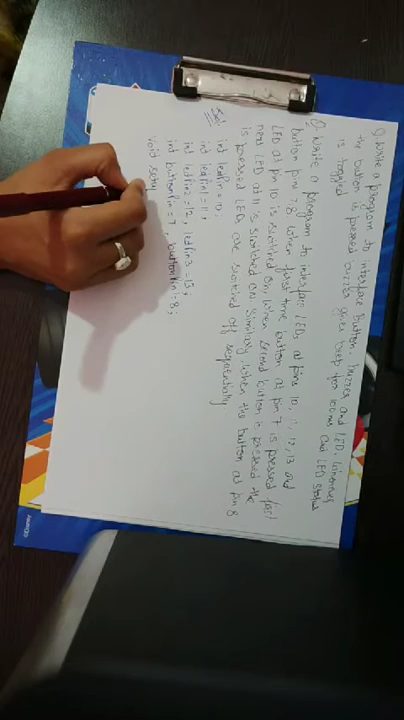 Q. Write a program to interface Button, buzzer and LED. Whenever
the button is pressed buzzer gives beep for 100 ms and LED status
is toggled
Q. Write a program to interface LEDs at pins 10, 11, 12, 13 and
button pins 7, 8. When first time button at pin 7 is pressed first
LED at pin 10 is switched on, when second button is pressed the
next LED at 11 is switched on. Similarly, when the button at pin 8
is pressed LEDs are switched off sequentially
int ledPin = 10;
int ledPin1 = 11;
int ledPin2 = 12, ledPin3 = 13;
int buttonPin = 7, buttonPin1 = 8;
void setup